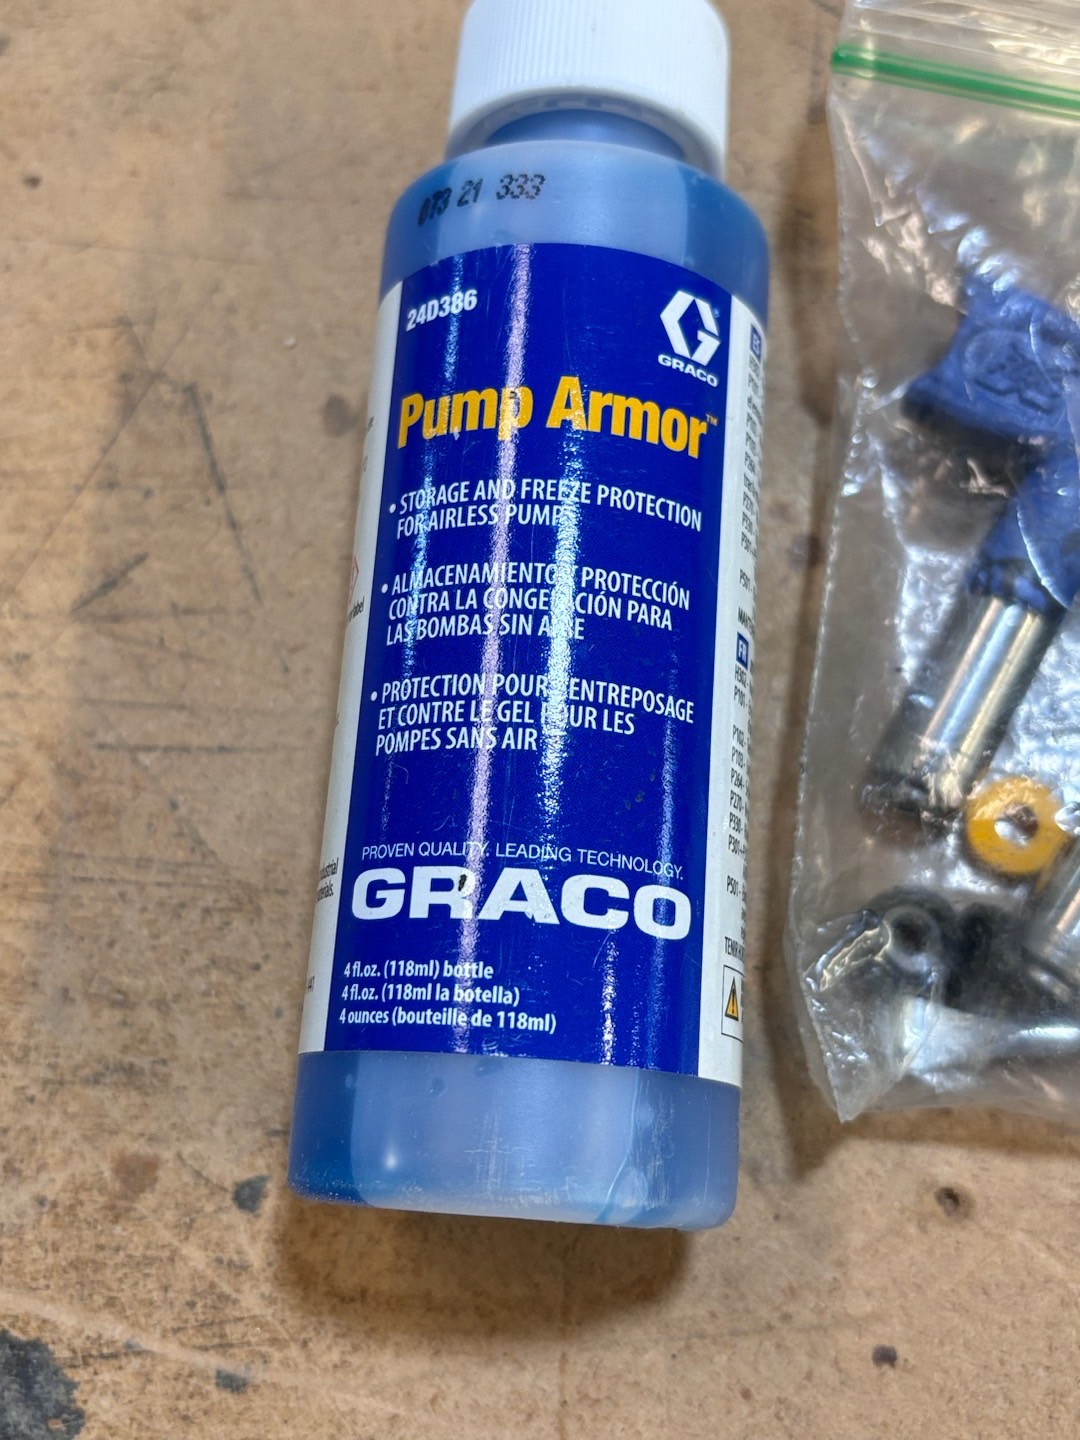 073 21 333
24D386
GRACO
Pump Armor™
• STORAGE AND FREEZE PROTECTION
FOR AIRLESS PUMPS
• ALMACENAMIENTO Y PROTECCIÓN
CONTRA LA CONGELACIÓN PARA
LAS BOMBAS SIN AIRE
• PROTECTION POUR L'ENTREPOSAGE
ET CONTRE LE GEL POUR LES
POMPES SANS AIR
PROVEN QUALITY. LEADING TECHNOLOGY.
GRACO
4 fl.oz. (118ml) bottle
4 fl.oz. (118ml la botella)
4 ounces (bouteille de 118ml)
FR